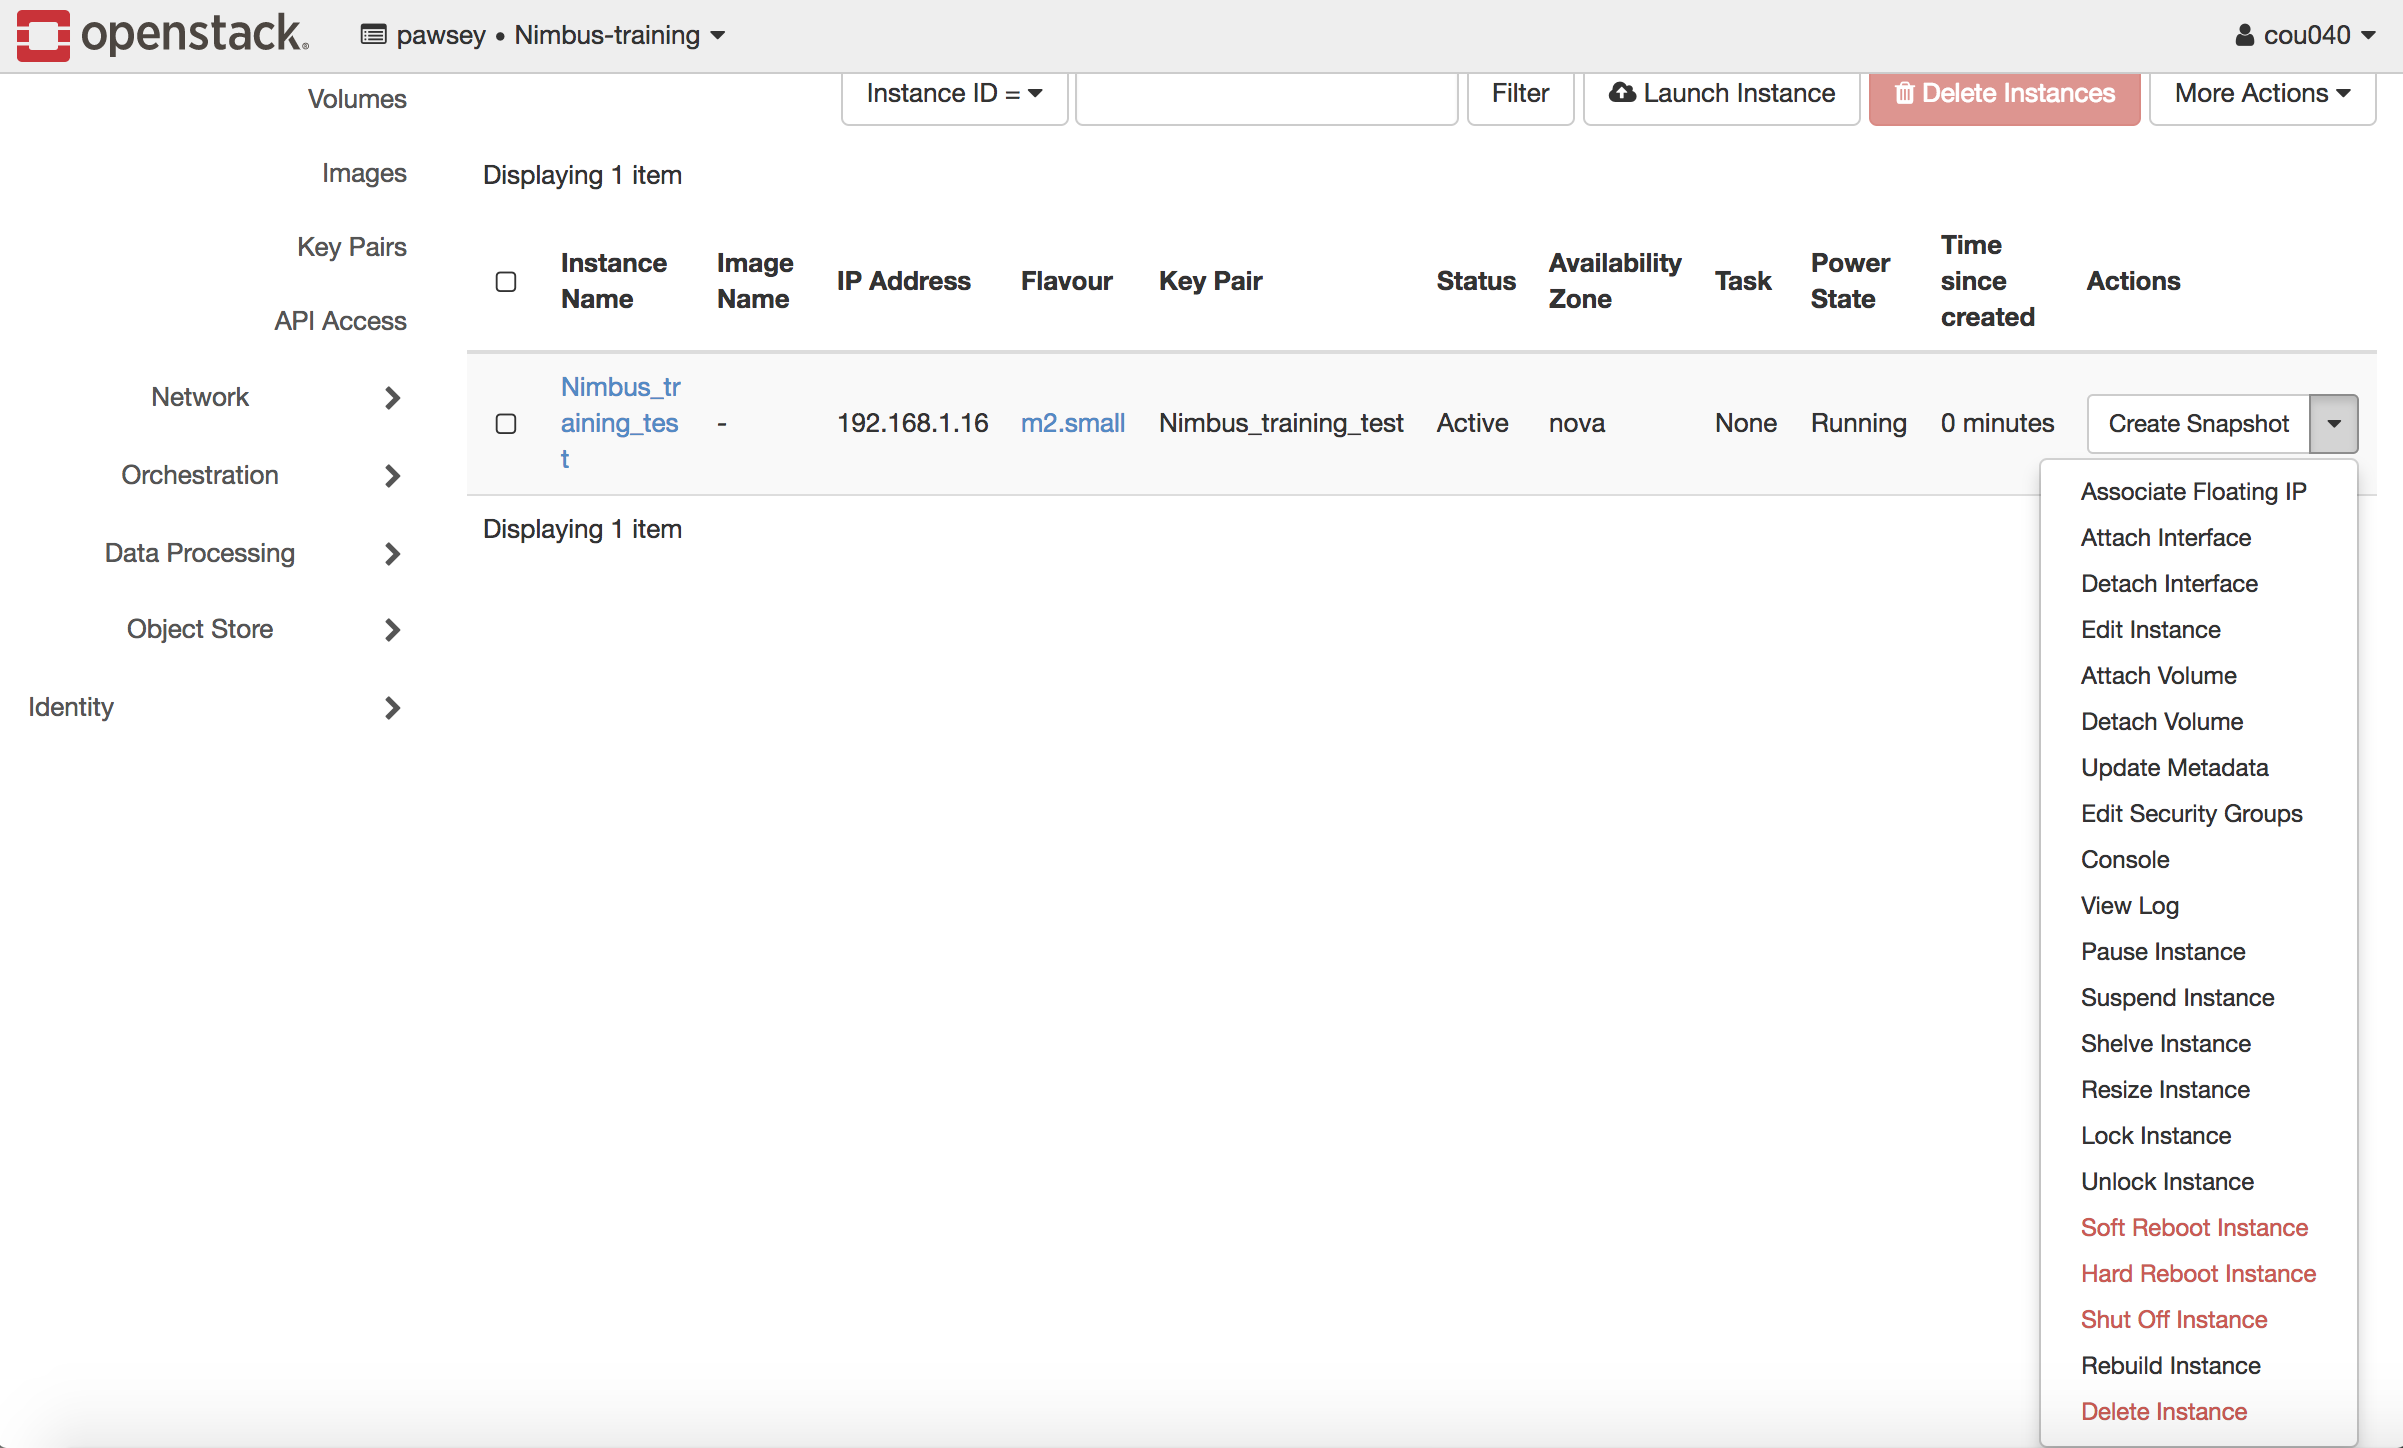 openstack.
pawsey • Nimbus-training
cou040
Volumes
Images
Key Pairs
API Access
Network
Orchestration
Data Processing
Object Store
Identity
Instance ID =
Filter
Launch Instance
Delete Instances
More Actions
Displaying 1 item
Instance Name
Image Name
IP Address
Flavour
Key Pair
Status
Availability Zone
Task
Power State
Time since created
Actions
Nimbus_tr
aining_tes
t
-
192.168.1.16
m2.small
Nimbus_training_test
Active
nova
None
Running
0 minutes
Create Snapshot
Displaying 1 item
Associate Floating IP
Attach Interface
Detach Interface
Edit Instance
Attach Volume
Detach Volume
Update Metadata
Edit Security Groups
Console
View Log
Pause Instance
Suspend Instance
Shelve Instance
Resize Instance
Lock Instance
Unlock Instance
Soft Reboot Instance
Hard Reboot Instance
Shut Off Instance
Rebuild Instance
Delete Instance